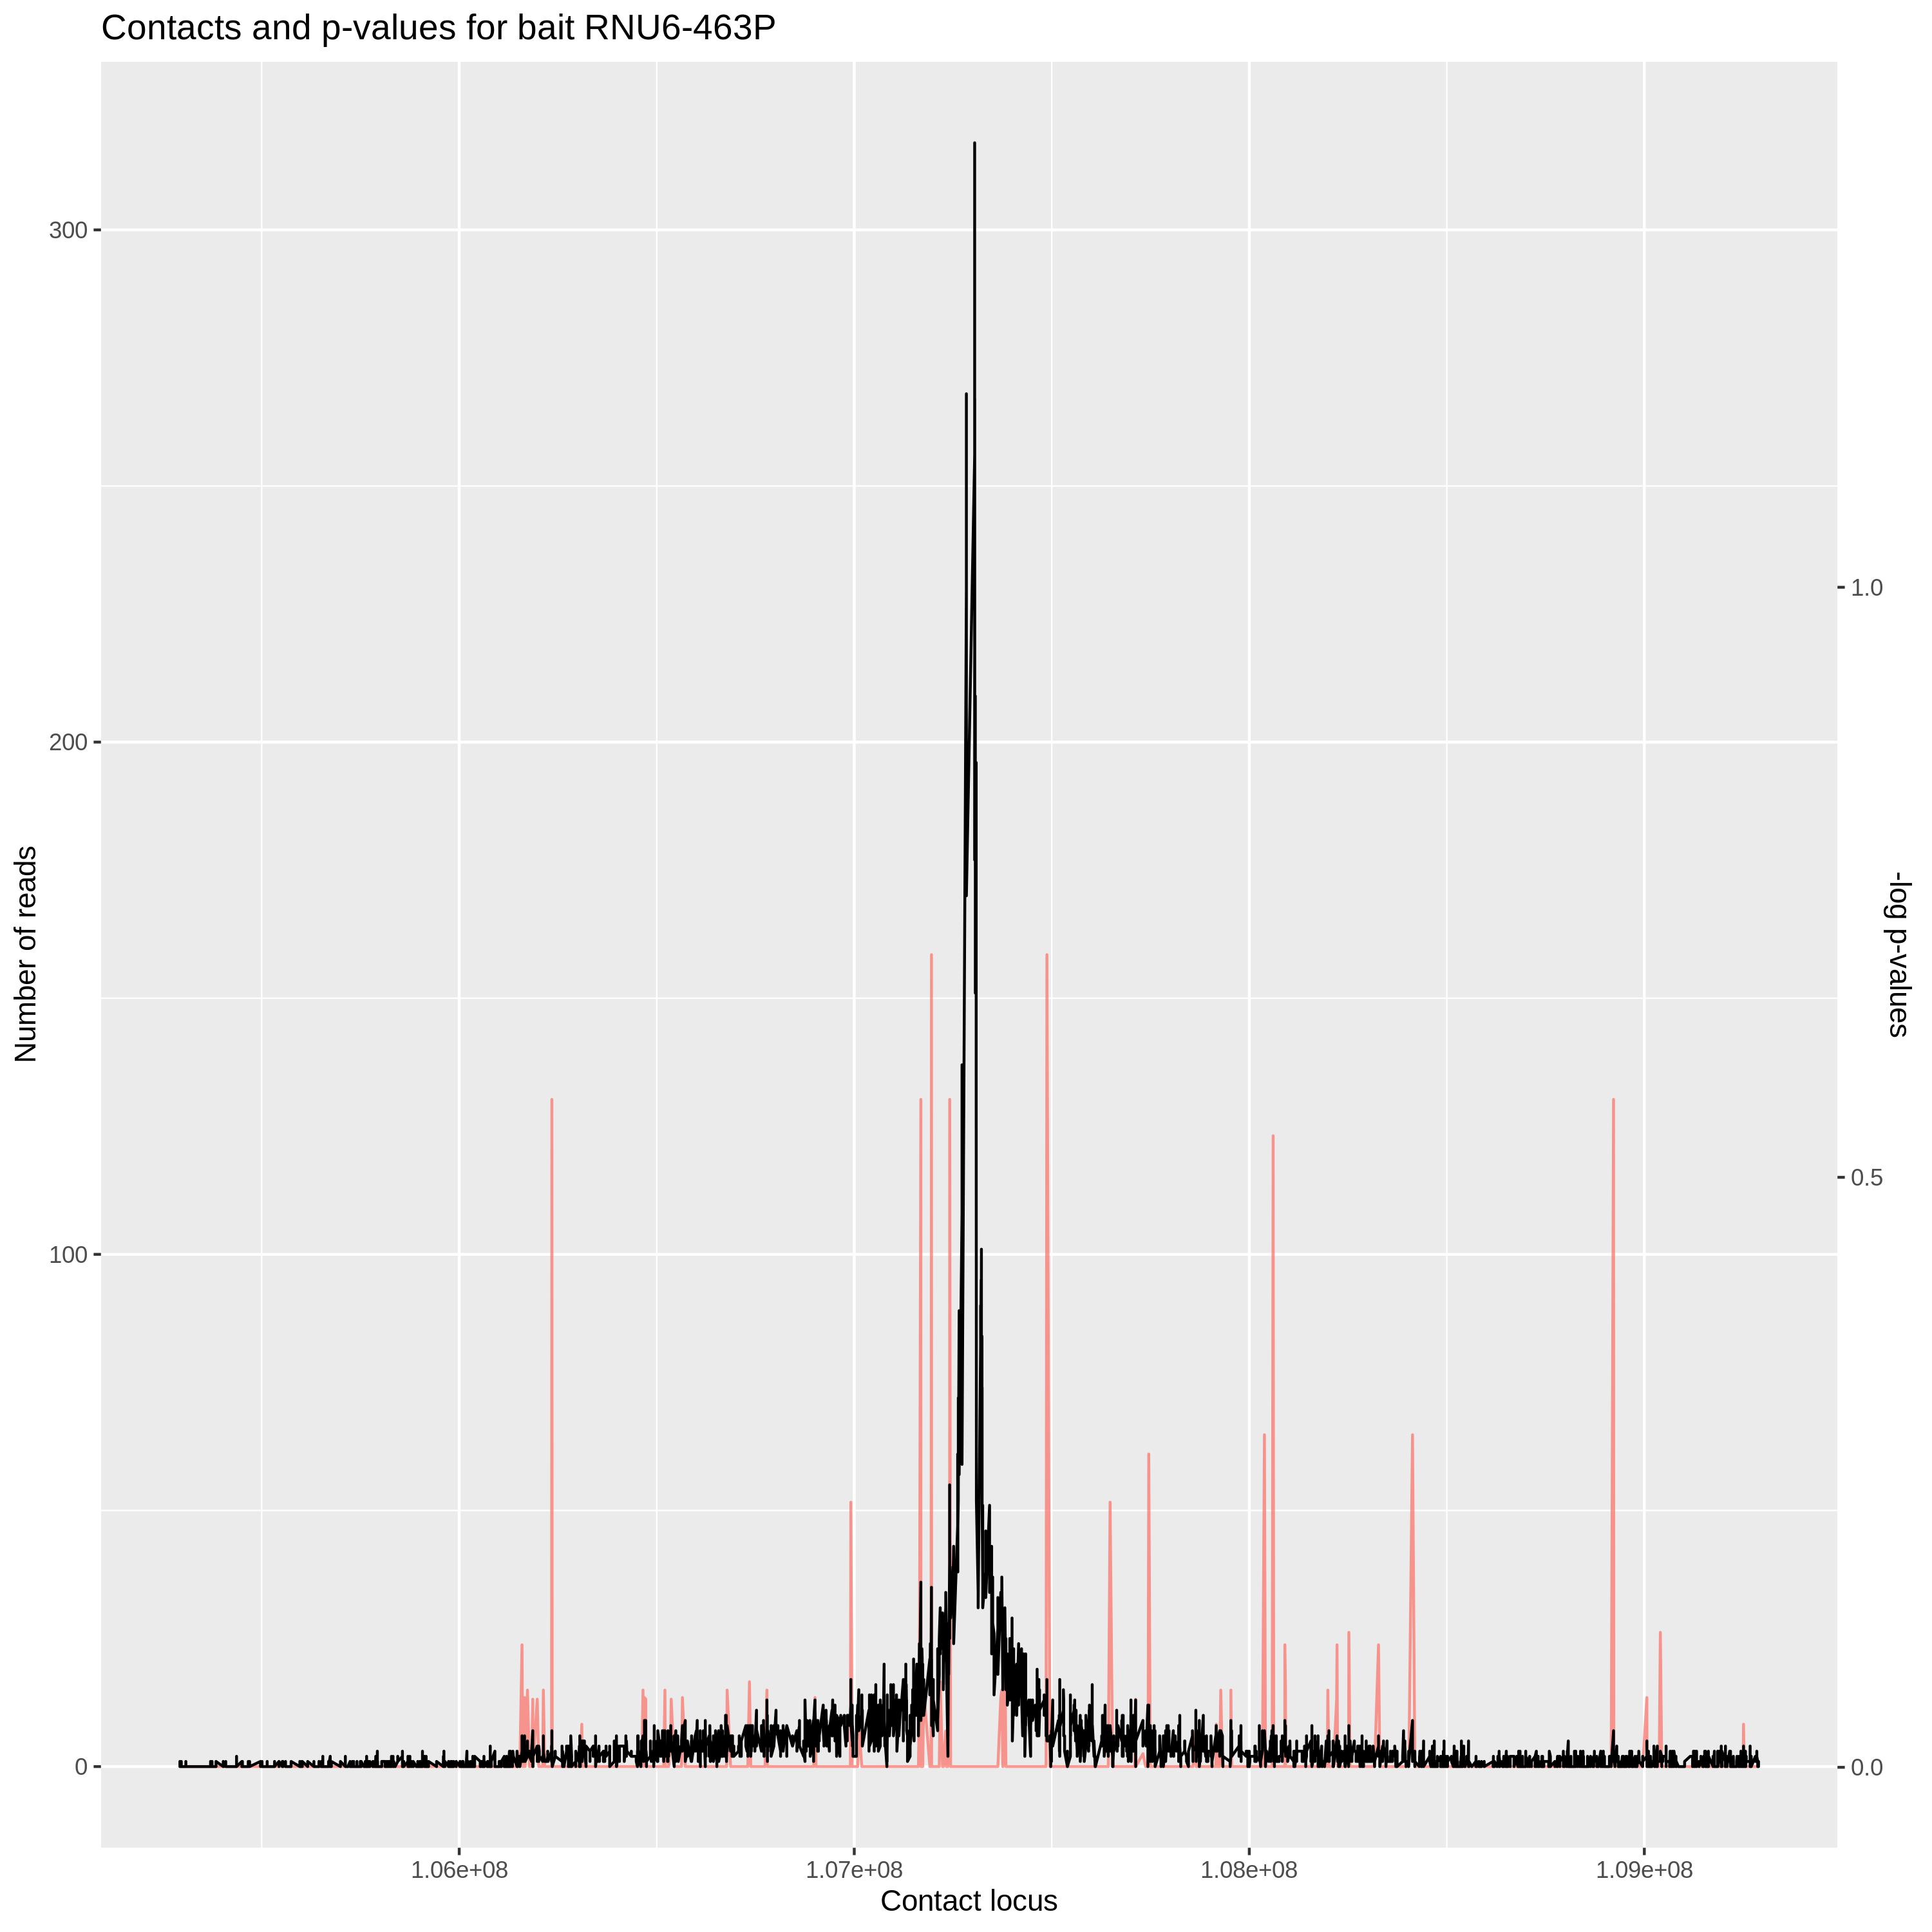 Contacts and p-values for bait RNU6-463P
300
200
100
0
Number of reads
1.0
0.5
0.0
-log p-values
1.06e+08
1.07e+08
1.08e+08
1.09e+08
Contact locus